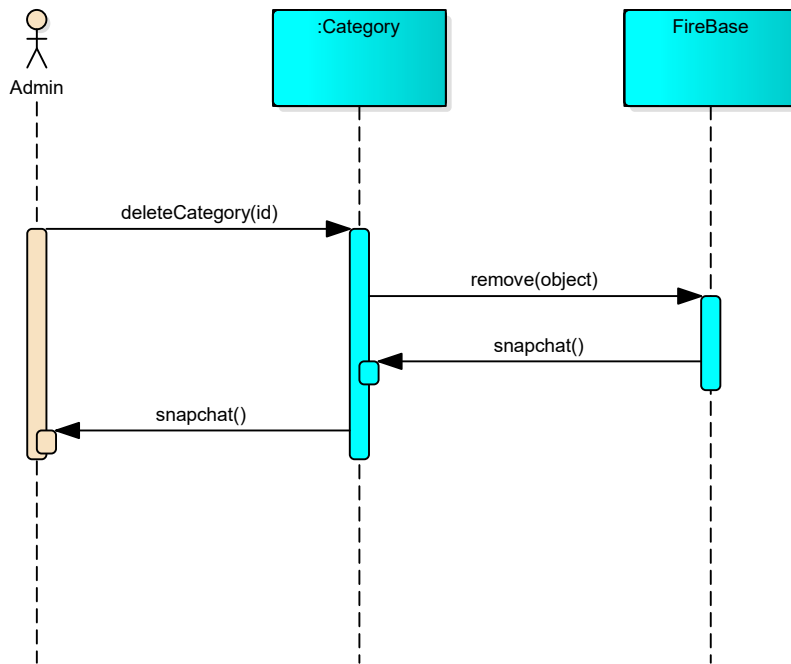 :Category
FireBase
Admin
deleteCategory(id)
remove(object)
snapchat()
snapchat()